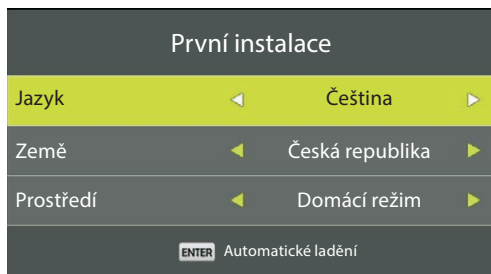 První instalace
Jazyk Čeština
Země Česká republika
Prostředí Domácí režim
ENTER Automatické ladění